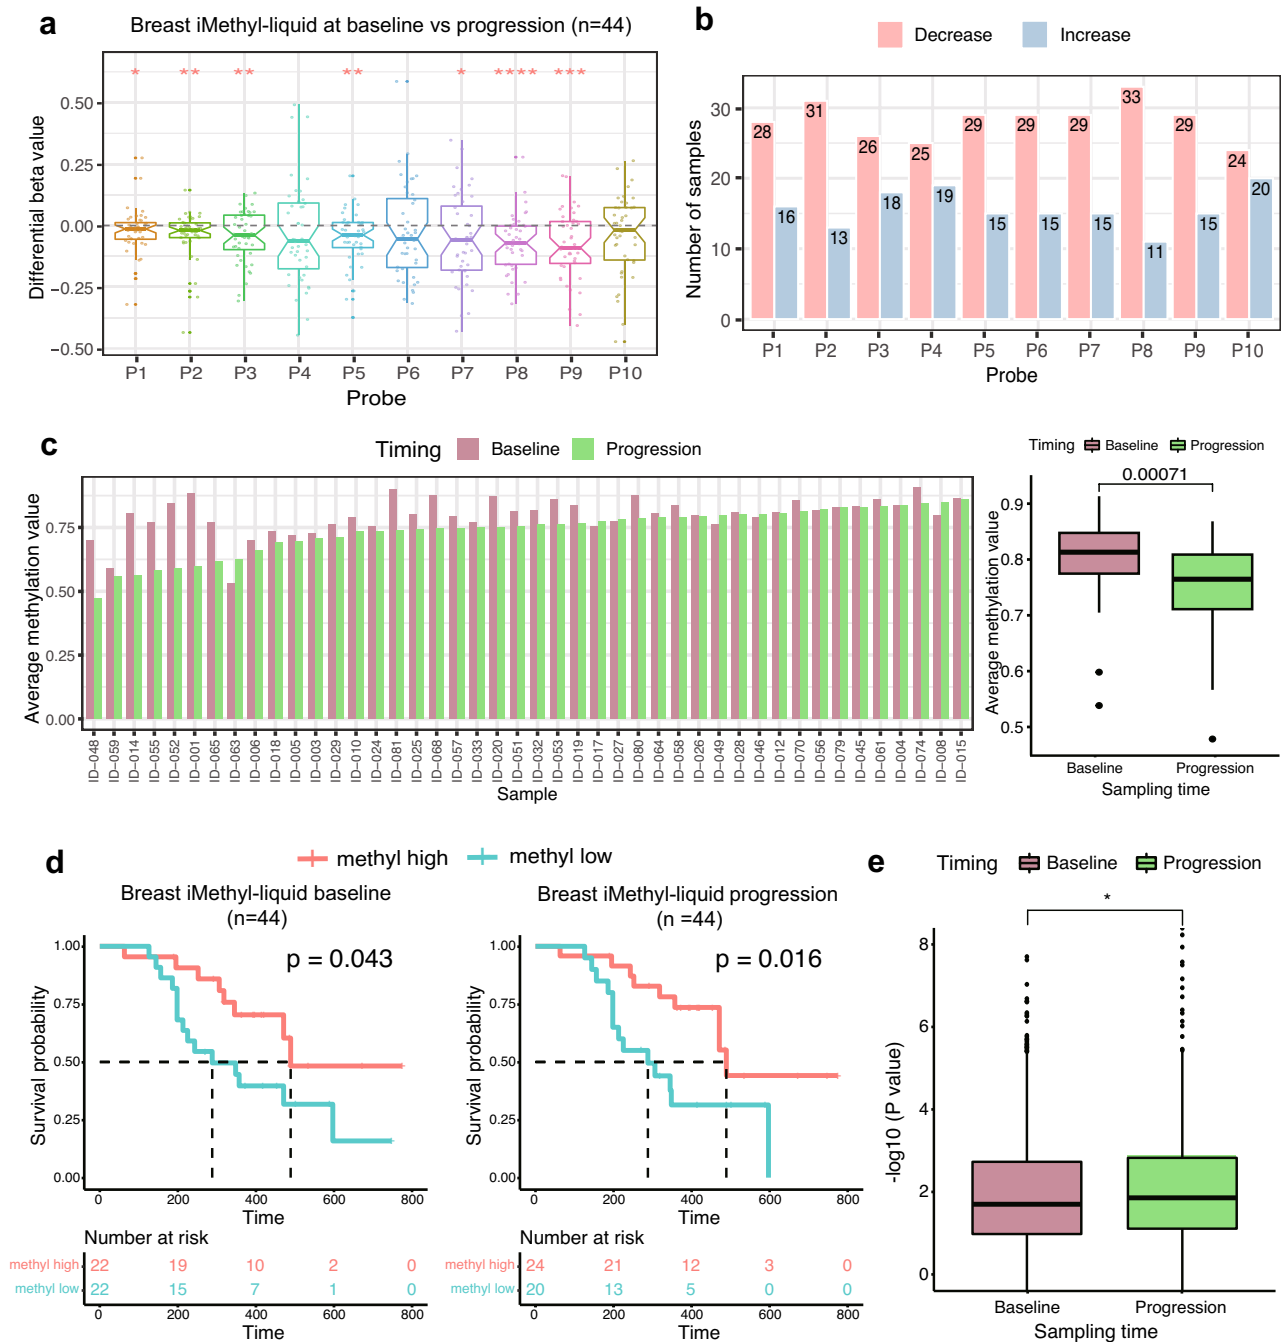 a Breast iMethyl-liquid at baseline vs progression (n=44)
* ** ** ** * **** ***
Differential beta value
0.50
0.25
0.00
−0.25
−0.50
P1 P2 P3 P4 P5 P6 P7 P8 P9 P10
Probe
b Decrease Increase
Number of samples
30
20
10
0
28 16 31 13 26 18 25 19 29 15 29 15 29 15 33 11 29 15 24 20
P1 P2 P3 P4 P5 P6 P7 P8 P9 P10
Probe
c Timing Baseline Progression
Average methylation value
0.75
0.50
0.25
0.00
ID−048 ID−059 ID−014 ID−055 ID−052 ID−001 ID−065 ID−063 ID−006 ID−018 ID−005 ID−003 ID−029 ID−010 ID−024 ID−081 ID−025 ID−068 ID−057 ID−033 ID−020 ID−051 ID−032 ID−053 ID−019 ID−017 ID−027 ID−080 ID−064 ID−058 ID−026 ID−049 ID−028 ID−046 ID−012 ID−070 ID−056 ID−079 ID−045 ID−061 ID−004 ID−074 ID−008 ID−015
Sample
Timing Baseline Progression
0.00071
Average methylation value
0.9
0.8
0.7
0.6
0.5
Baseline Progression
Sampling time
d methyl high methyl low
Breast iMethyl-liquid baseline
(n=44)
p = 0.043
Survival probability
1.00
0.75
0.50
0.25
0.00
0 200 400 600 800
Time
Number at risk
methyl high 22 19 10 2 0
methyl low 22 15 7 1 0
0 200 400 600 800
Time
Breast iMethyl-liquid progression
(n =44)
p = 0.016
Survival probability
1.00
0.75
0.50
0.25
0.00
0 200 400 600 800
Time
Number at risk
methyl high 24 21 12 3 0
methyl low 20 13 5 0 0
0 200 400 600 800
Time
e Timing Baseline Progression
*
-log10 (P value)
8
6
4
2
0
Baseline Progression
Sampling time